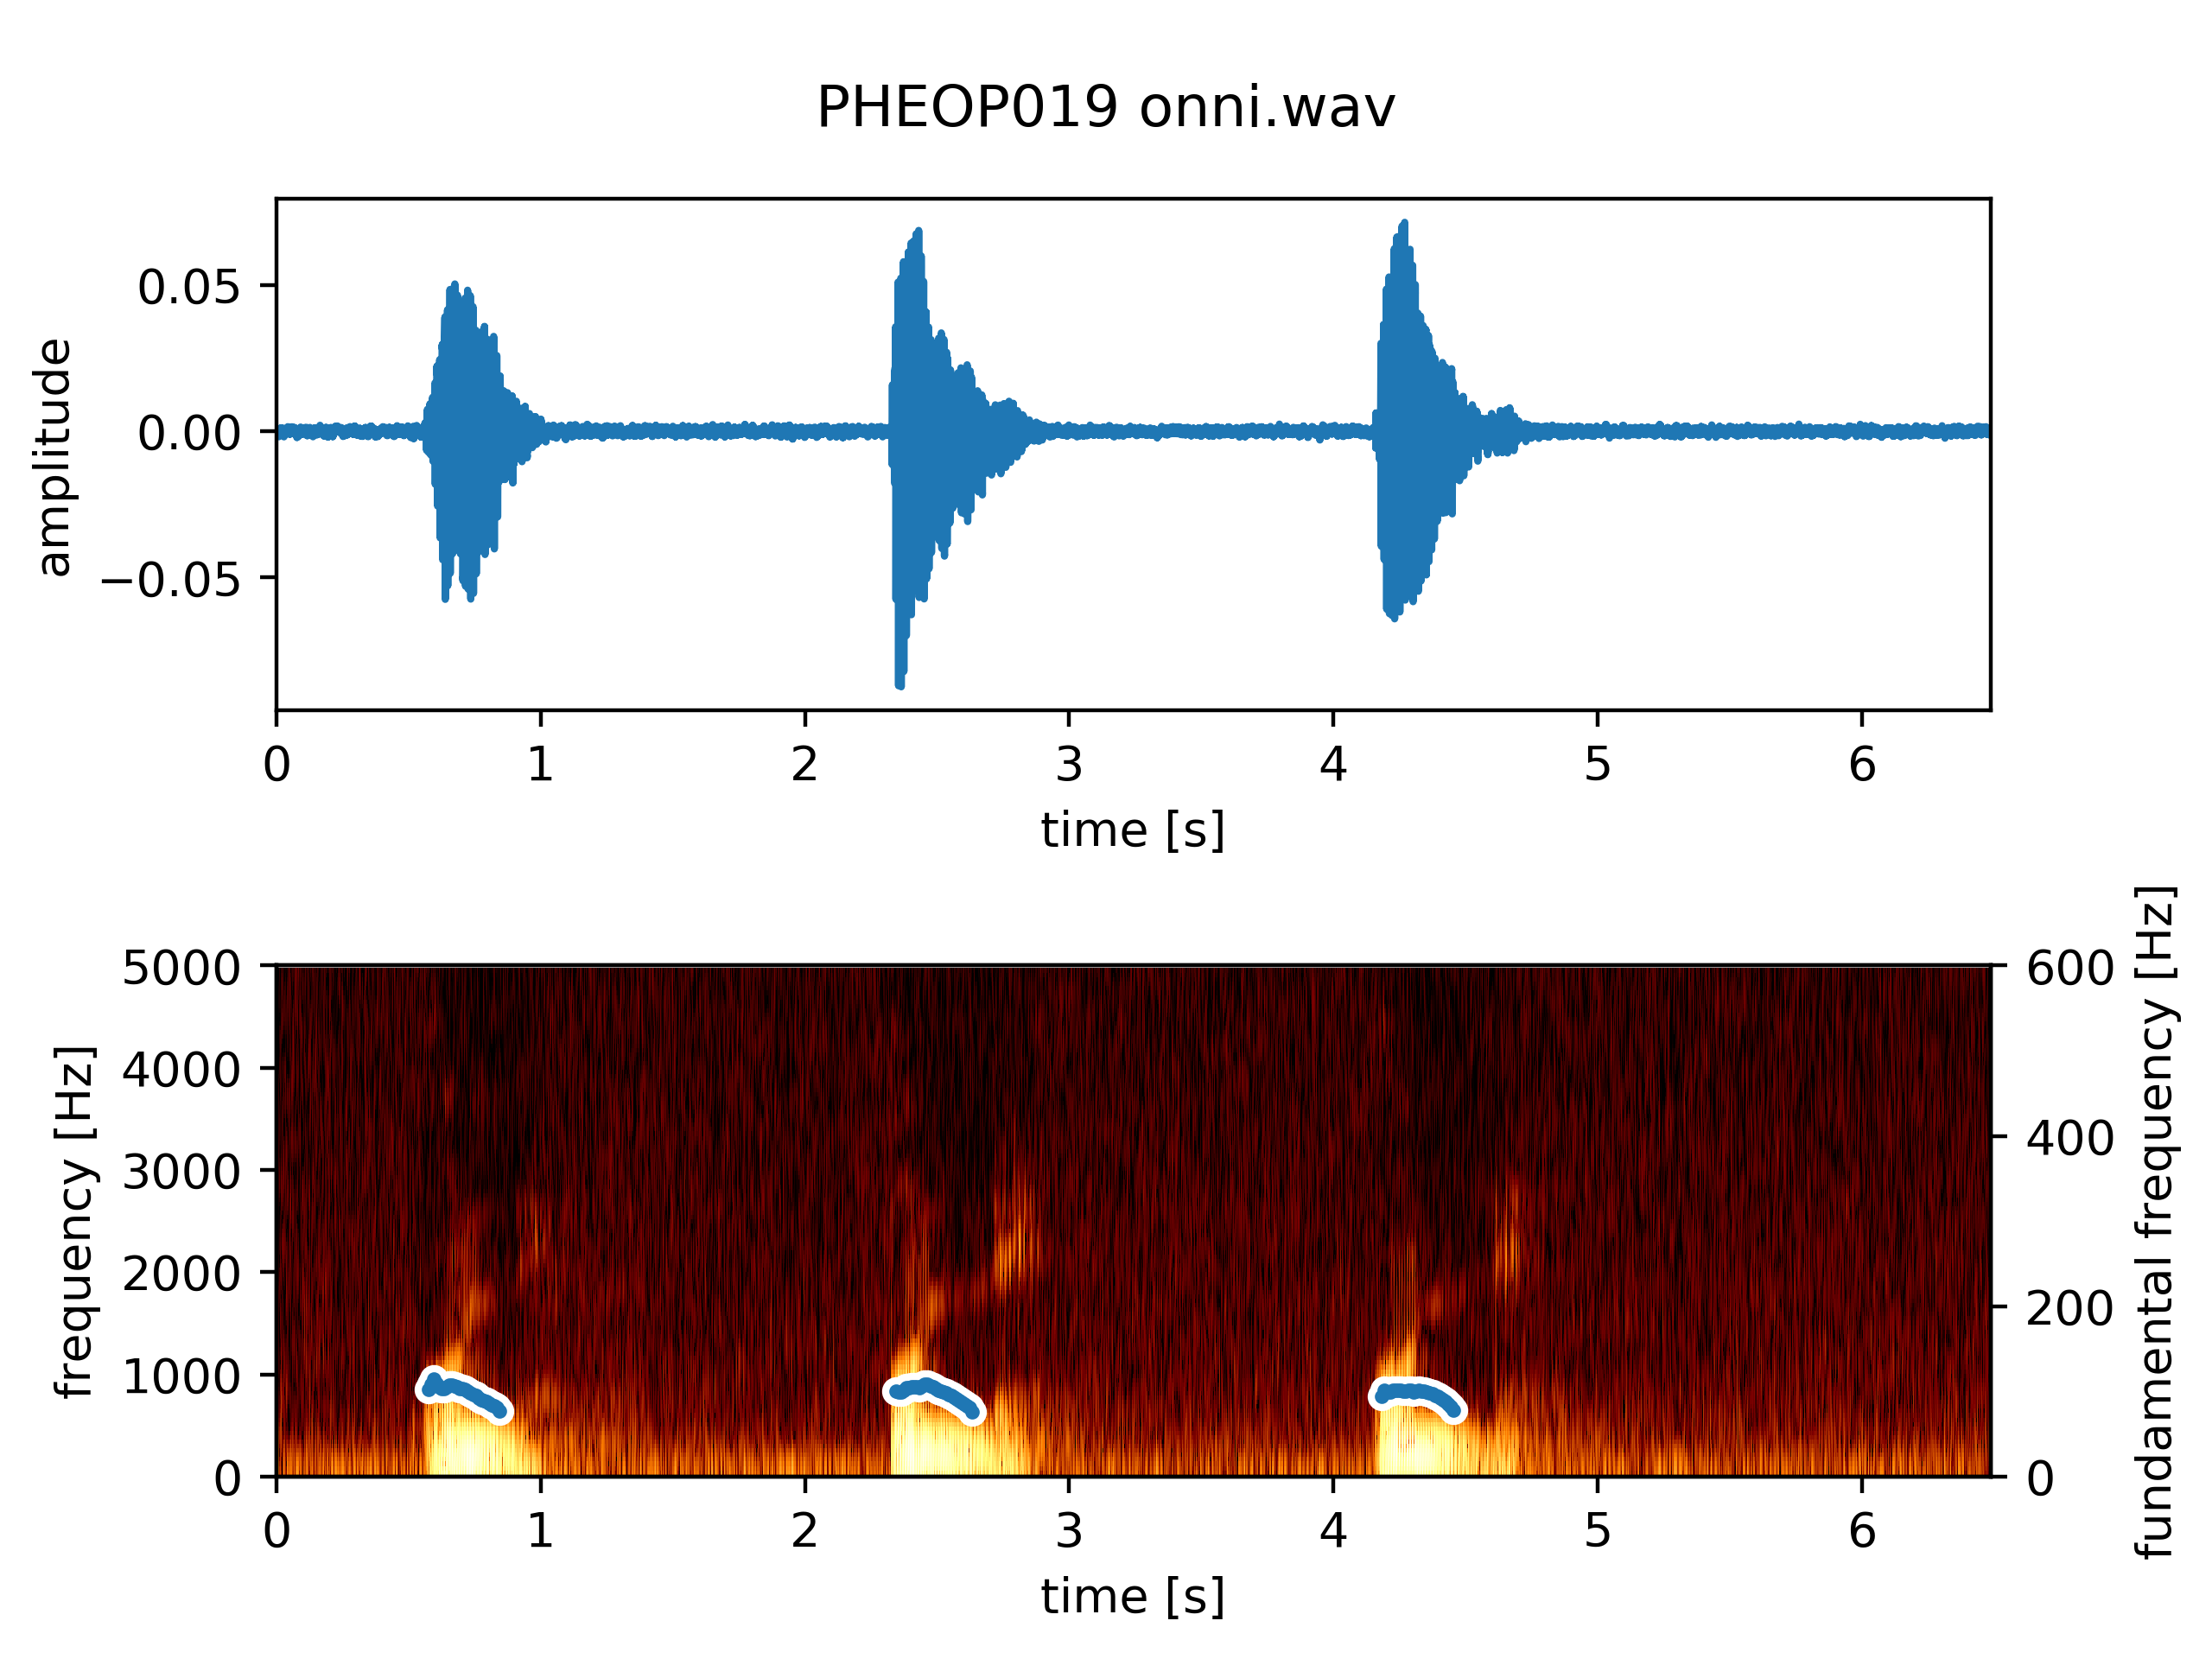 PHEOP019 onni.wav
0.05
0.00
−0.05
amplitude
0 1 2 3 4 5 6
time [s]
5000
4000
3000
2000
1000
0
frequency [Hz]
600
400
200
0
fundamental frequency [Hz]
0 1 2 3 4 5 6
time [s]